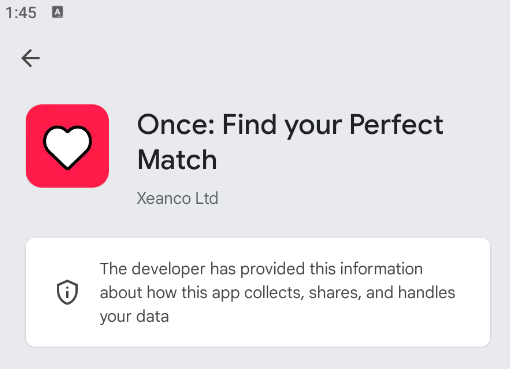 1:45
A
Once: Find your Perfect
Match
Xeanco Ltd
The developer has provided this information
about how this app collects, shares, and handles
your data